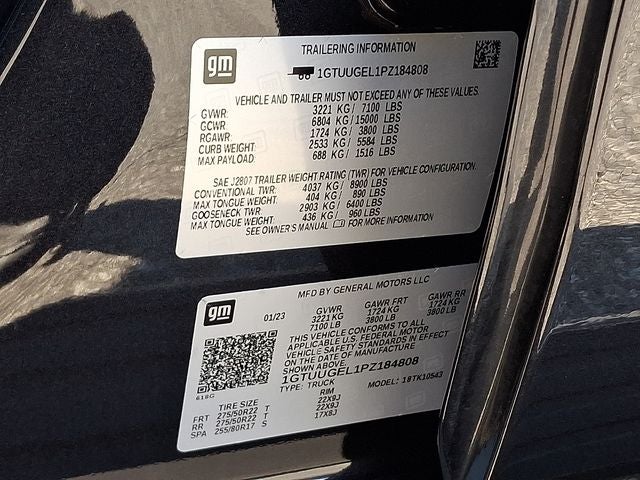 gm
TRAILERING INFORMATION
1GTUUGEL1PZ184808
VEHICLE AND TRAILER MUST NOT EXCEED ANY OF THESE VALUES.
GVWR: 3221 KG / 7100 LBS
GCWR: 6804 KG / 15000 LBS
RGAWR: 1724 KG / 3800 LBS
CURB WEIGHT: 2533 KG / 5584 LBS
MAX PAYLOAD: 688 KG / 1516 LBS
SAE J2807 TRAILER WEIGHT RATING (TWR) FOR VEHICLE CONFIGURATION.
CONVENTIONAL TWR: 4037 KG / 8900 LBS
MAX TONGUE WEIGHT: 404 KG / 890 LBS
GOOSENECK TWR: 2903 KG / 6400 LBS
MAX TONGUE WEIGHT: 436 KG / 960 LBS
SEE OWNER'S MANUAL FOR MORE INFORMATION
gm
MFD BY GENERAL MOTORS LLC
01/23 GVWR GAWR FRT GAWR RR
3221 KG 1724 KG 1724 KG
7100 LB 3800 LB 3800 LB
THIS VEHICLE CONFORMS TO ALL
APPLICABLE U.S. FEDERAL MOTOR
VEHICLE SAFETY STANDARDS IN EFFECT
ON THE DATE OF MANUFACTURE
SHOWN ABOVE.
1GTUUGEL1PZ184808
TYPE: TRUCK MODEL: 18TK10543
618G
TIRE SIZE RIM
FRT 275/50R22 T 22X9J
RR 275/50R22 T 22X9J
SPA 255/80R17 S 17X8J